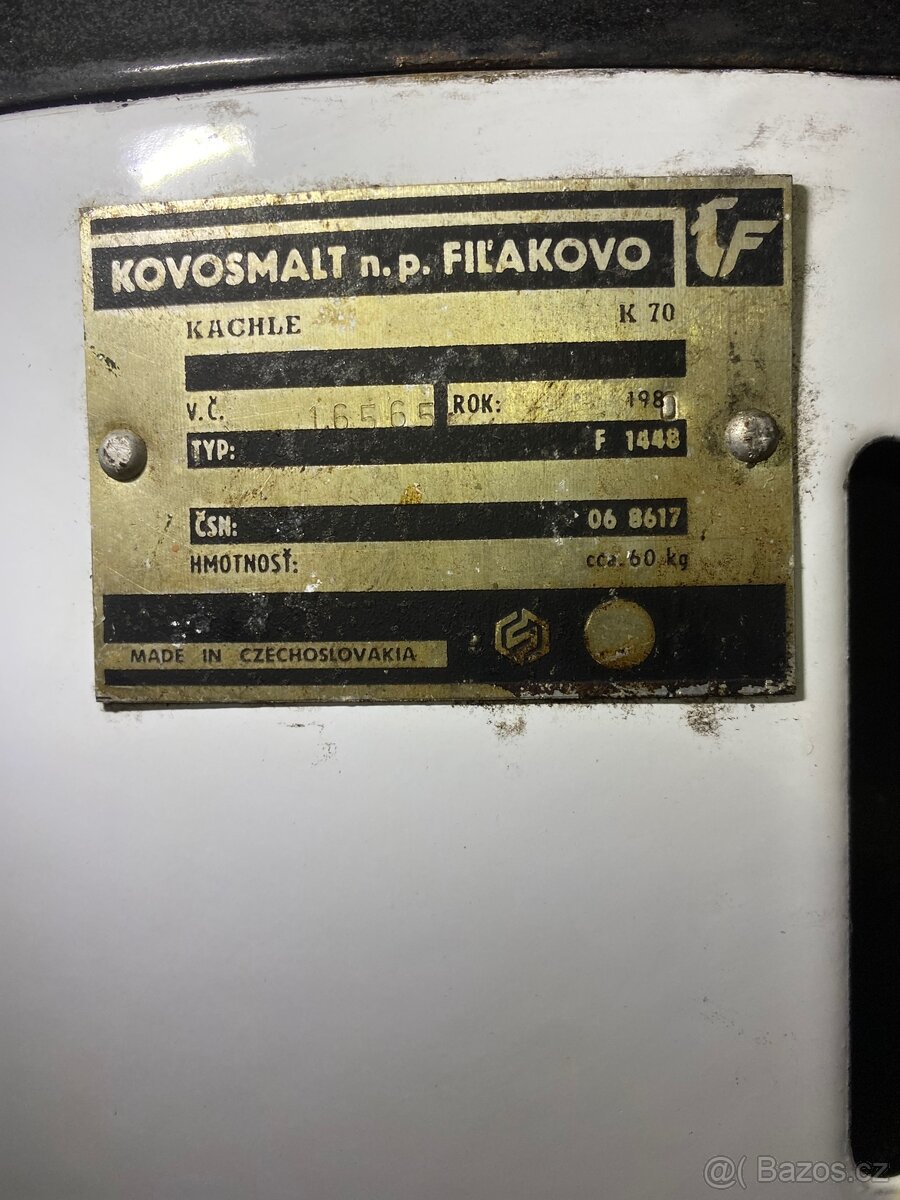 KOVOSMALT n.p. FIĽAKOVO
F
KACHLE K 70
V.Č. 16565 ROK:
TYP: F 1448
ČSN: 06 8617
HMOTNOSŤ: cca. 60 kg
MADE IN CZECHOSLOVAKIA
@( Bazos.cz